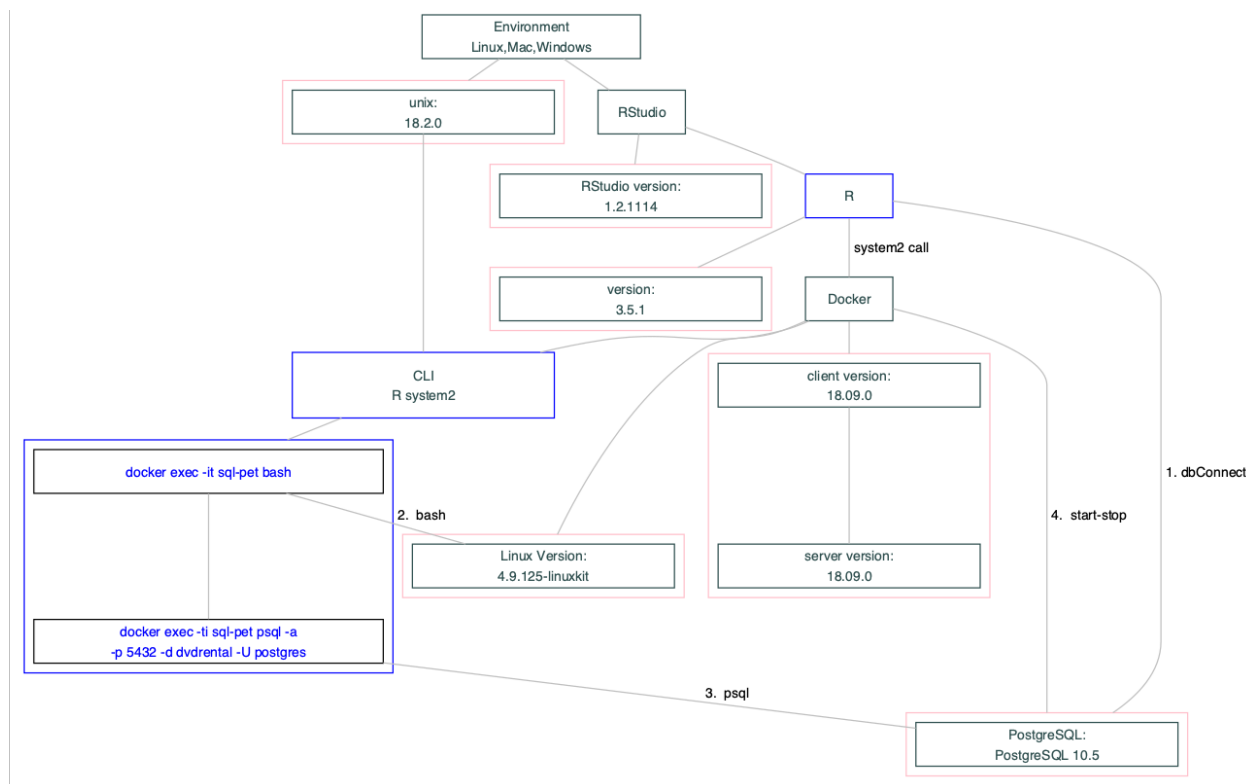 Environment
Linux,Mac,Windows
unix:
18.2.0
RStudio
RStudio version:
1.2.1114
R
system2 call
version:
3.5.1
Docker
CLI
R system2
client version:
18.09.0
docker exec -it sql-pet bash
1. dbConnect
2.  bash
4.  start-stop
Linux Version:
4.9.125-linuxkit
server version:
18.09.0
docker exec -ti sql-pet psql -a
-p 5432 -d dvdrental -U postgres
3.  psql
PostgreSQL:
PostgreSQL 10.5